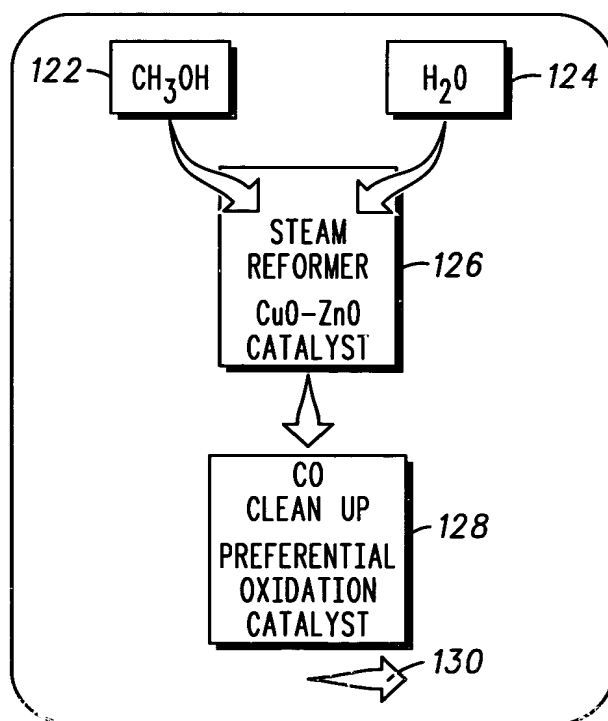 122
CH3OH
H2O
124
STEAM
REFORMER
CuO-ZnO
CATALYST
126
CO
CLEAN UP
PREFERENTIAL
OXIDATION
CATALYST
128
130